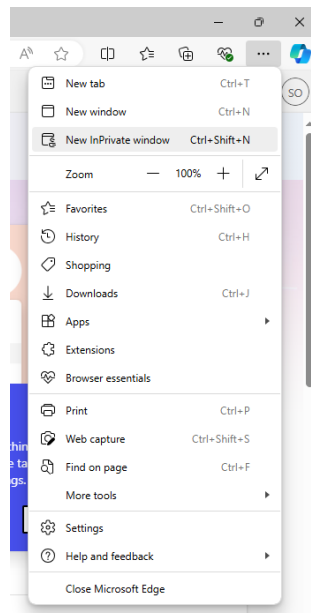 A
SO
New tab Ctrl+T
New window Ctrl+N
New InPrivate window Ctrl+Shift+N
Zoom 100%
Favorites Ctrl+Shift+O
History Ctrl+H
Shopping
Downloads Ctrl+J
Apps
Extensions
Browser essentials
Print Ctrl+P
Web capture Ctrl+Shift+S
Find on page Ctrl+F
More tools
Settings
Help and feedback
Close Microsoft Edge